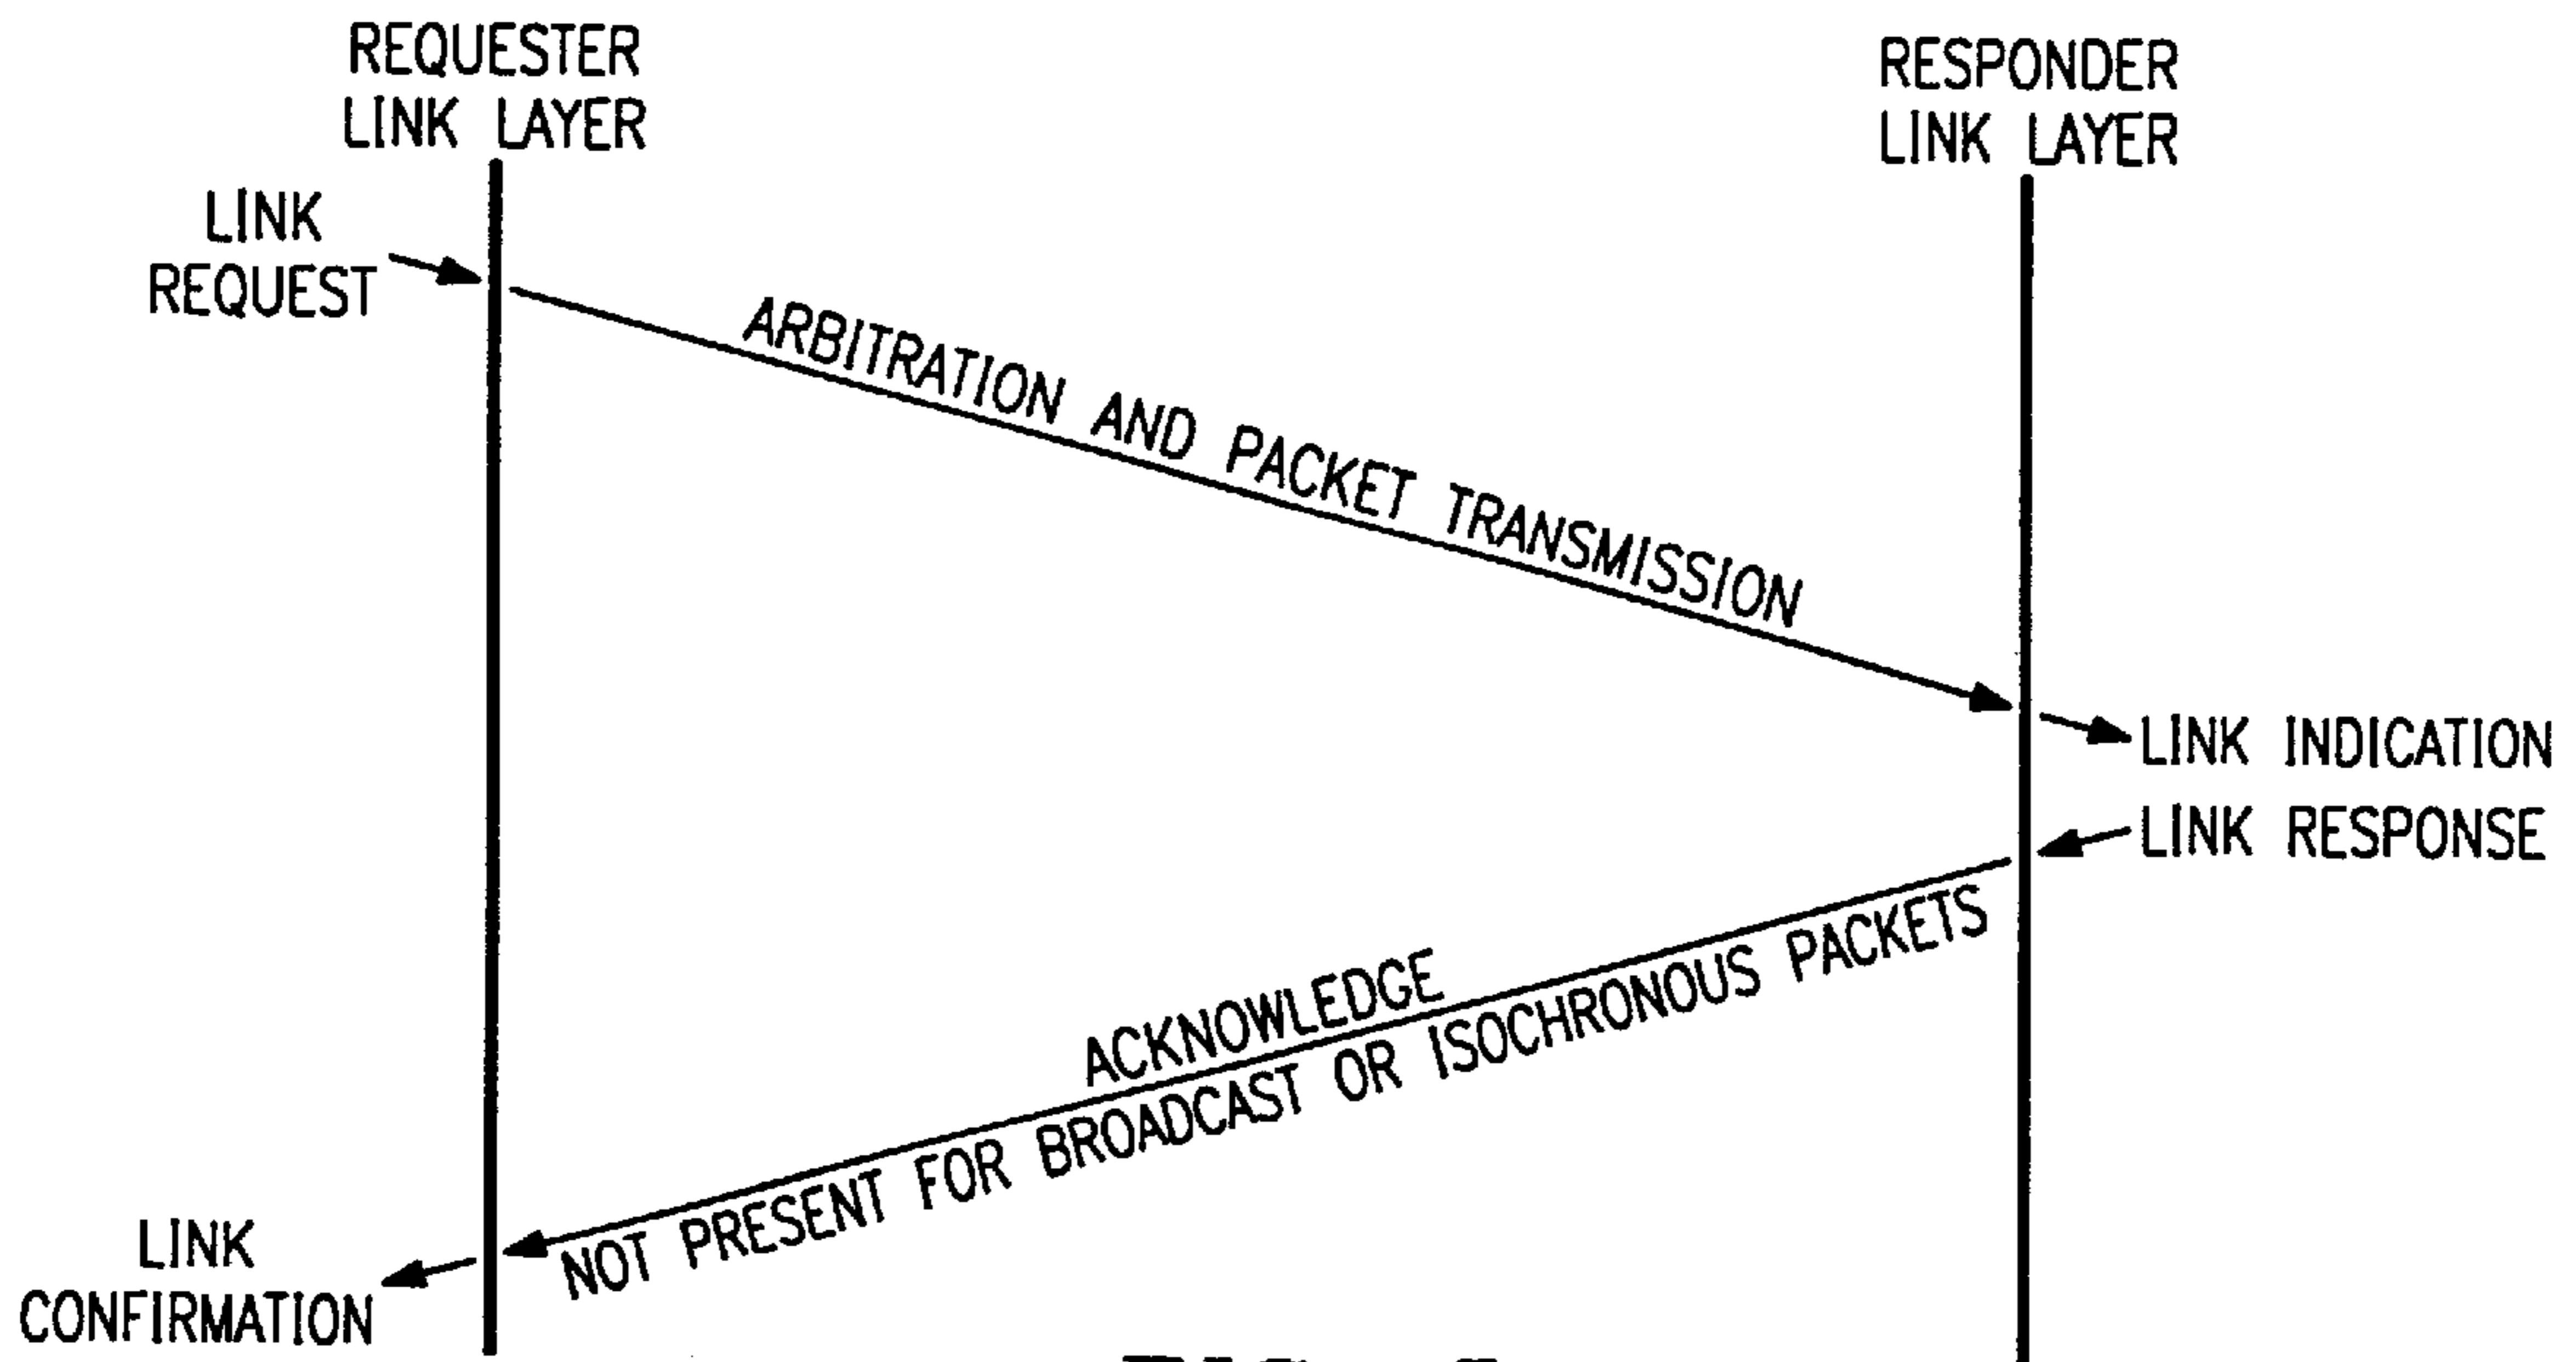 REQUESTER
LINK LAYER
RESPONDER
LINK LAYER
LINK
REQUEST
ARBITRATION AND PACKET TRANSMISSION
LINK INDICATION
LINK RESPONSE
ACKNOWLEDGE
NOT PRESENT FOR BROADCAST OR ISOCHRONOUS PACKETS
LINK
CONFIRMATION